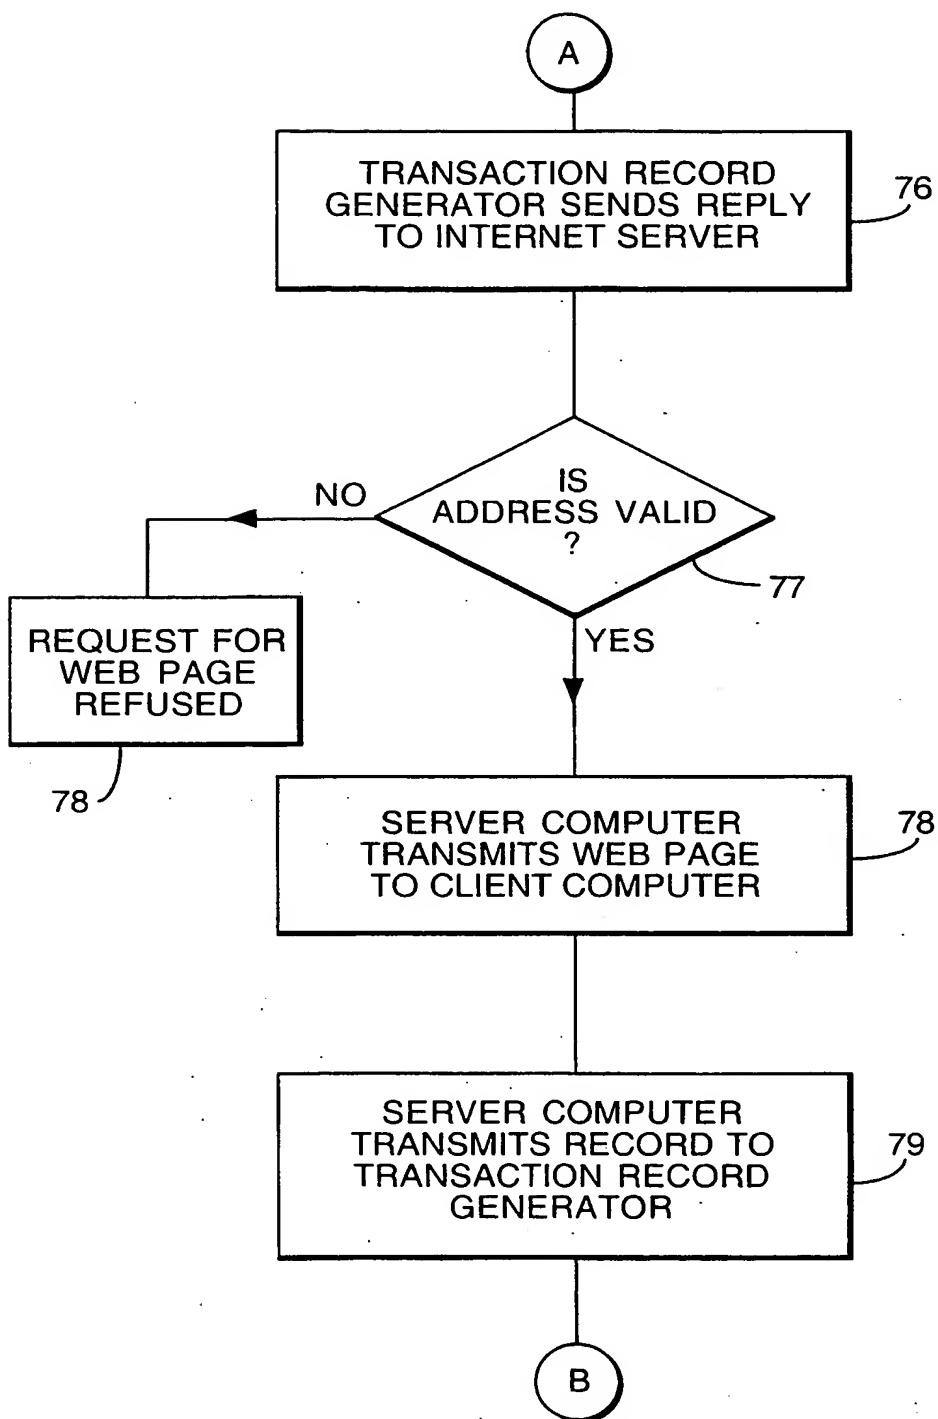 A
TRANSACTION RECORD
GENERATOR SENDS REPLY
TO INTERNET SERVER
76
IS
ADDRESS VALID
?
77
NO
YES
REQUEST FOR
WEB PAGE
REFUSED
78
SERVER COMPUTER
TRANSMITS WEB PAGE
TO CLIENT COMPUTER
78
SERVER COMPUTER
TRANSMITS RECORD TO
TRANSACTION RECORD
GENERATOR
79
B